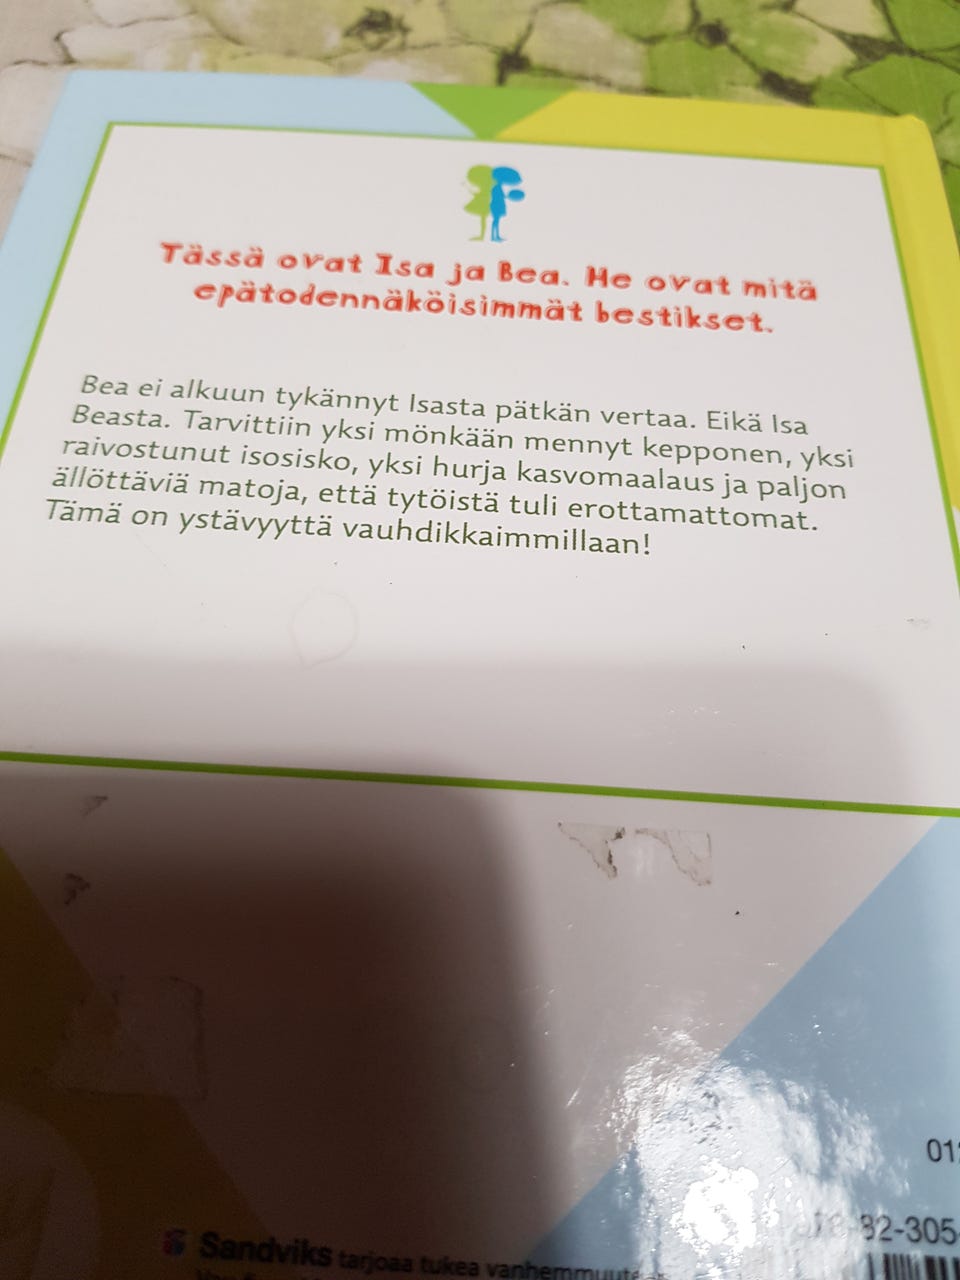 Tässä ovat Isa ja Bea. He ovat mitä
epätodennäköisimmät bestikset.
Bea ei alkuun tykännyt Isasta pätkän vertaa. Eikä Isa
Beasta. Tarvittiin yksi mönkään mennyt kepponen, yksi
raivostunut isosisko, yksi hurja kasvomaalaus ja paljon
ällöttäviä matoja, että tytöistä tuli erottamattomat.
Tämä on ystävyyttä vauhdikkaimmillaan!
82-305-
Sandviks tarjoaa tukea